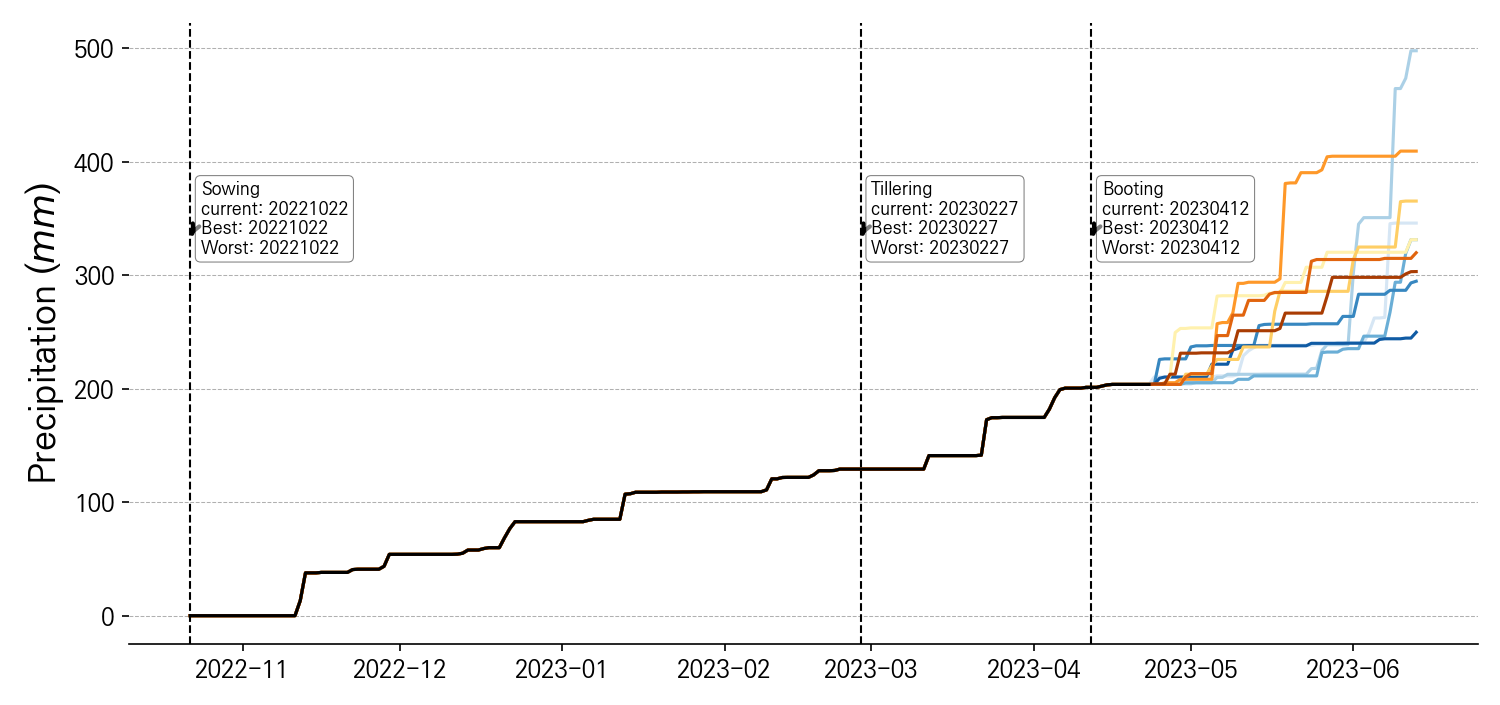 Precipitation (mm)
500
400
300
200
100
0
Sowing
current: 20221022
Best: 20221022
Worst: 20221022
Tillering
current: 20230227
Best: 20230227
Worst: 20230227
Booting
current: 20230412
Best: 20230412
Worst: 20230412
2022-11
2022-12
2023-01
2023-02
2023-03
2023-04
2023-05
2023-06